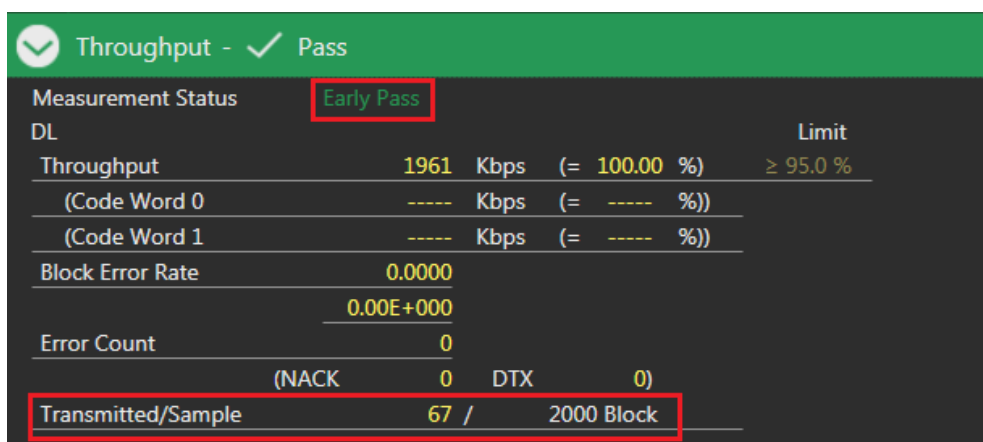 Throughput - ✓ Pass
Measurement Status Early Pass
DL Limit
Throughput 1961 Kbps (= 100.00 %) ≥ 95.0 %
(Code Word 0 ----- Kbps (= ----- %))
(Code Word 1 ----- Kbps (= ----- %))
Block Error Rate 0.0000
0.00E+000
Error Count 0
(NACK 0 DTX 0)
Transmitted/Sample 67 / 2000 Block